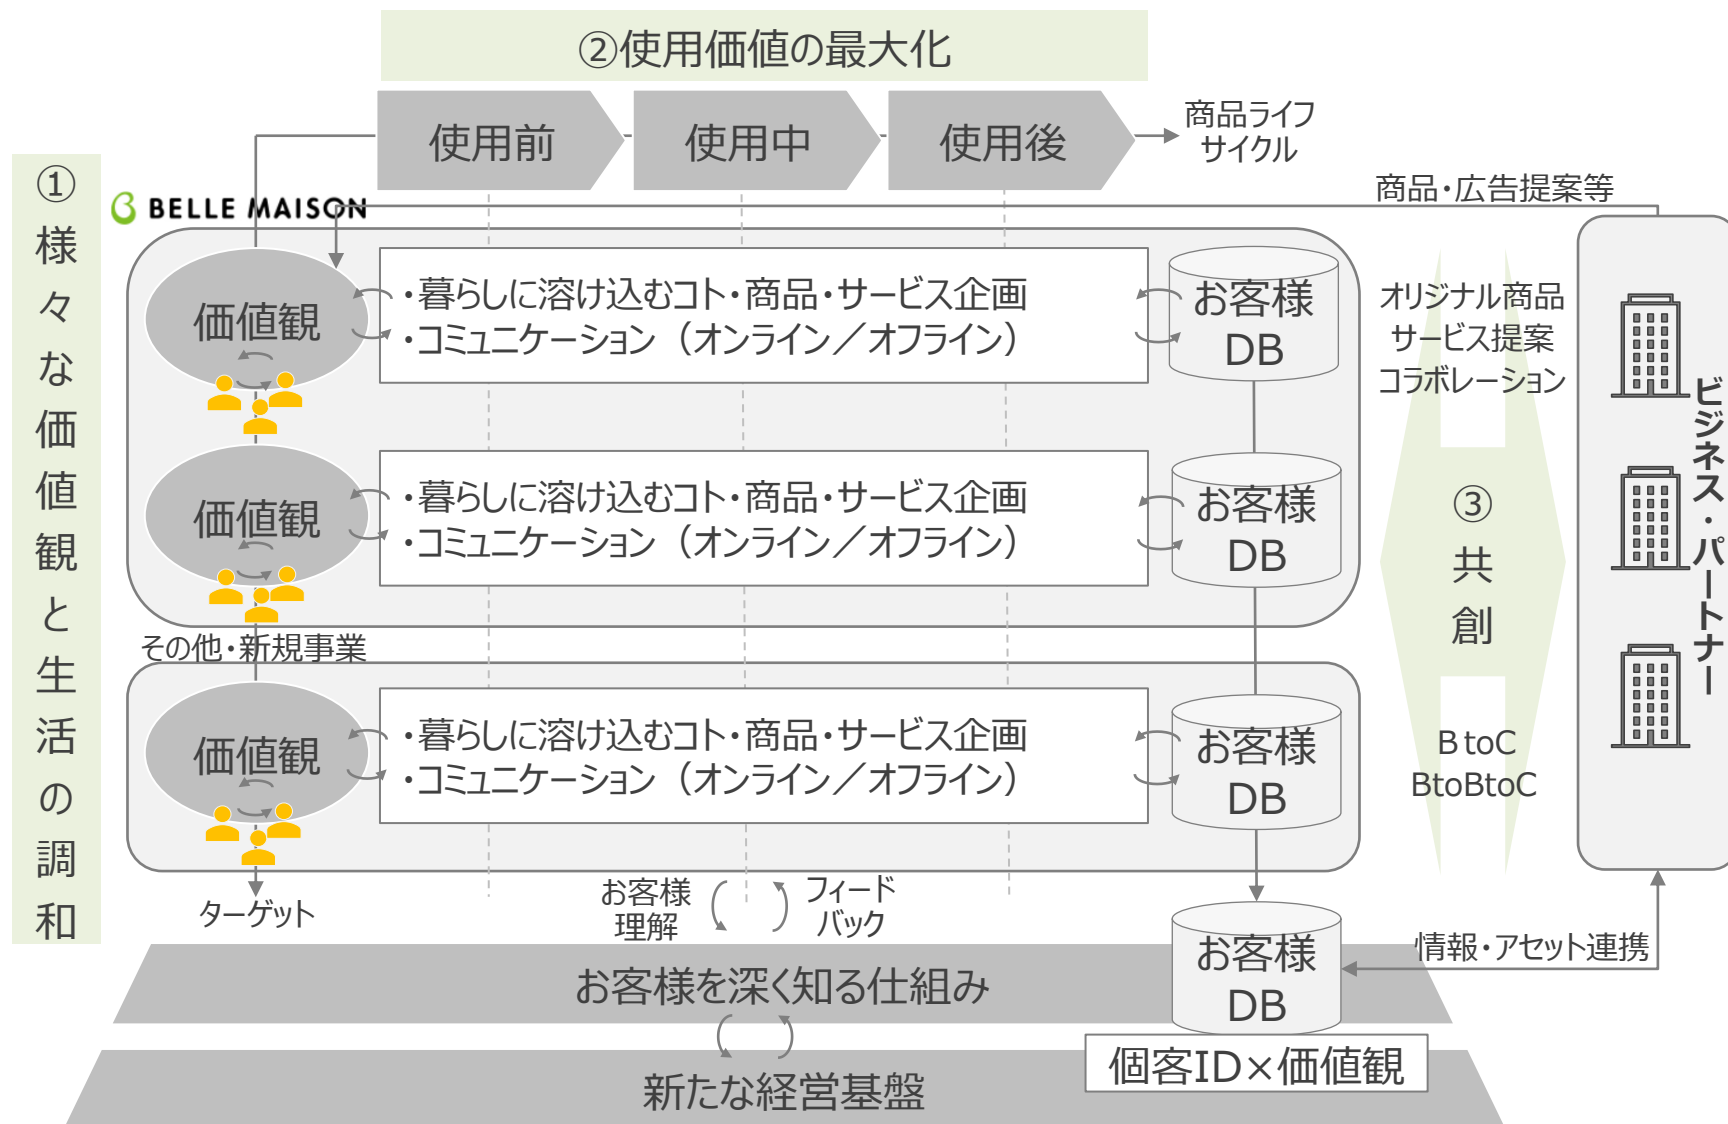 ②使用価値の最大化
使用前
使用中
使用後
商品ライフ
サイクル
①様々な価値観と生活の調和
BELLE MAISON
商品・広告提案等
価値観
・暮らしに溶け込むコト・商品・サービス企画
・コミュニケーション（オンライン／オフライン）
お客様
DB
オリジナル商品
サービス提案
コラボレーション
ビジネス・パートナー
価値観
・暮らしに溶け込むコト・商品・サービス企画
・コミュニケーション（オンライン／オフライン）
お客様
DB
③共創
その他・新規事業
価値観
・暮らしに溶け込むコト・商品・サービス企画
・コミュニケーション（オンライン／オフライン）
お客様
DB
B toC
BtoBtoC
ターゲット
お客様
理解
フィード
バック
お客様を深く知る仕組み
お客様
DB
情報・アセット連携
個客ID×価値観
新たな経営基盤